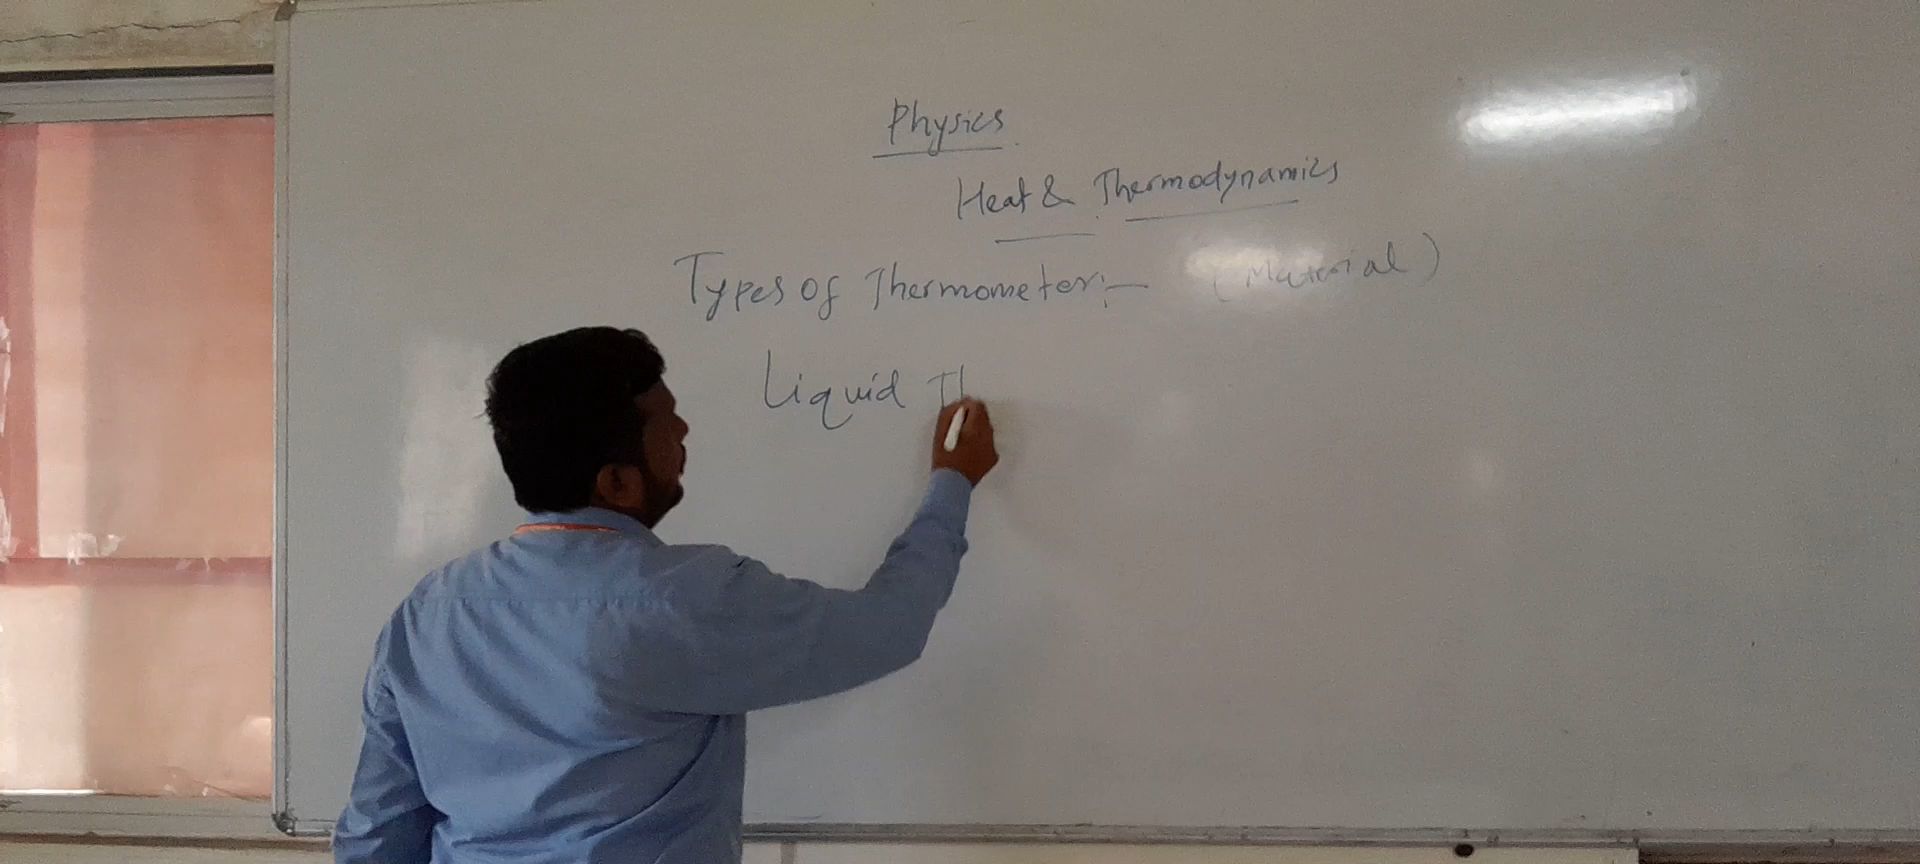 Physics
Heat & Thermodynamics
Types of Thermometer:- (Material)
Liquid Th